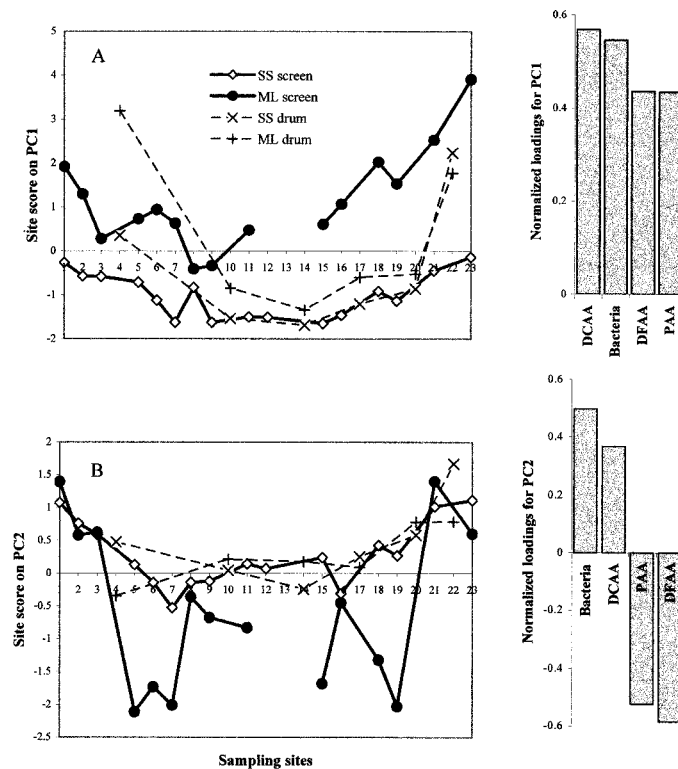 A
SS screen
ML screen
SS drum
ML drum
Site score on PC1
5
4
3
2
1
0
-1
-2
1 2 3 4 5 6 7 8 9 10 11 12 13 14 15 16 17 18 19 20 21 22 23
Normalized loadings for PC1
0.6
0.4
0.2
0
DCAA
Bacteria
DFAA
PAA
B
Site score on PC2
2
1.5
1
0.5
0
-0.5
-1
-1.5
-2
-2.5
2 3 4 5 6 7 8 9 10 11 12 13 14 15 16 17 18 19 20 21 22 23
Sampling sites
Normalized loadings for PC2
0.6
0.4
0.2
0
-0.2
-0.4
-0.6
Bacteria
DCAA
PAA
DFAA